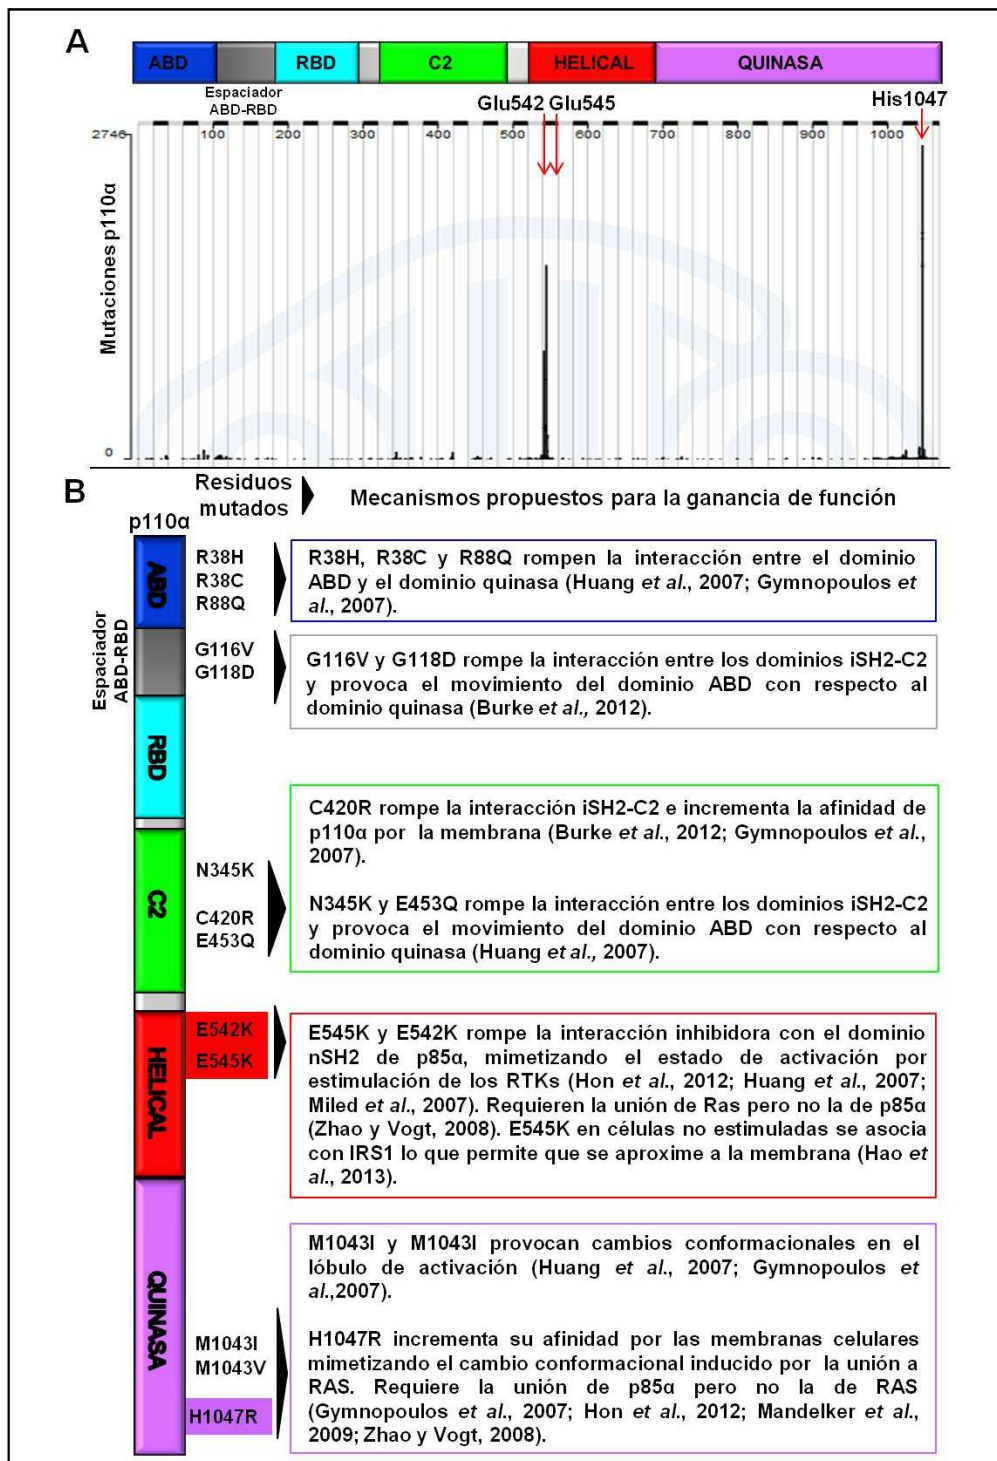 A
ABD
RBD
C2
HELICAL
QUINASA
Espaciador
ABD-RBD
Glu542 Glu545
His1047
2746
100
200
300
400
500
600
700
800
900
1000
Mutaciones p110α
0
B
Residuos
mutados
Mecanismos propuestos para la ganancia de función
p110α
ABD
R38H
R38C
R88Q
R38H, R38C y R88Q rompen la interacción entre el dominio
ABD y el dominio quinasa (Huang et al., 2007; Gymnopoulos et
al., 2007).
Espaciador
ABD-RBD
G116V
G118D
G116V y G118D rompe la interacción entre los dominios iSH2-C2
y provoca el movimiento del dominio ABD con respecto al
dominio quinasa (Burke et al., 2012).
RBD
C2
N345K
C420R
E453Q
C420R rompe la interacción iSH2-C2 e incrementa la afinidad de
p110α por la membrana (Burke et al., 2012; Gymnopoulos et al.,
2007).
N345K y E453Q rompe la interacción entre los dominios iSH2-C2
y provoca el movimiento del dominio ABD con respecto al
dominio quinasa (Huang et al., 2007).
HELICAL
E542K
E545K
E545K y E542K rompe la interacción inhibidora con el dominio
nSH2 de p85α, mimetizando el estado de activación por
estimulación de los RTKs (Hon et al., 2012; Huang et al., 2007;
Miled et al., 2007). Requieren la unión de Ras pero no la de p85α
(Zhao y Vogt, 2008). E545K en células no estimuladas se asocia
con IRS1 lo que permite que se aproxime a la membrana (Hao et
al., 2013).
QUINASA
M1043I
M1043V
H1047R
M1043I y M1043I provocan cambios conformacionales en el
lóbulo de activación (Huang et al., 2007; Gymnopoulos et
al.,2007).
H1047R incrementa su afinidad por las membranas celulares
mimetizando el cambio conformacional inducido por la unión a
RAS. Requiere la unión de p85α pero no la de RAS
(Gymnopoulos et al., 2007; Hon et al., 2012; Mandelker et al.,
2009; Zhao y Vogt, 2008).